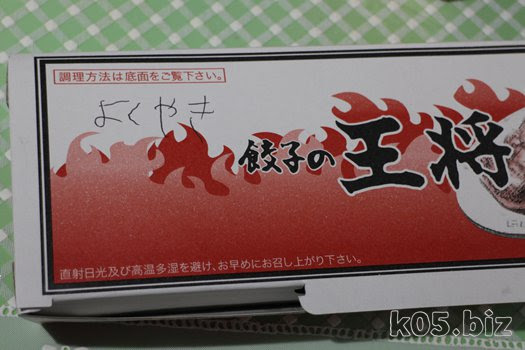 調理方法は底面をご覧下さい。
よくやき
餃子の王将
直射日光及び高温多湿を避け、お早めにお召し上がり下さい。
k05.biz